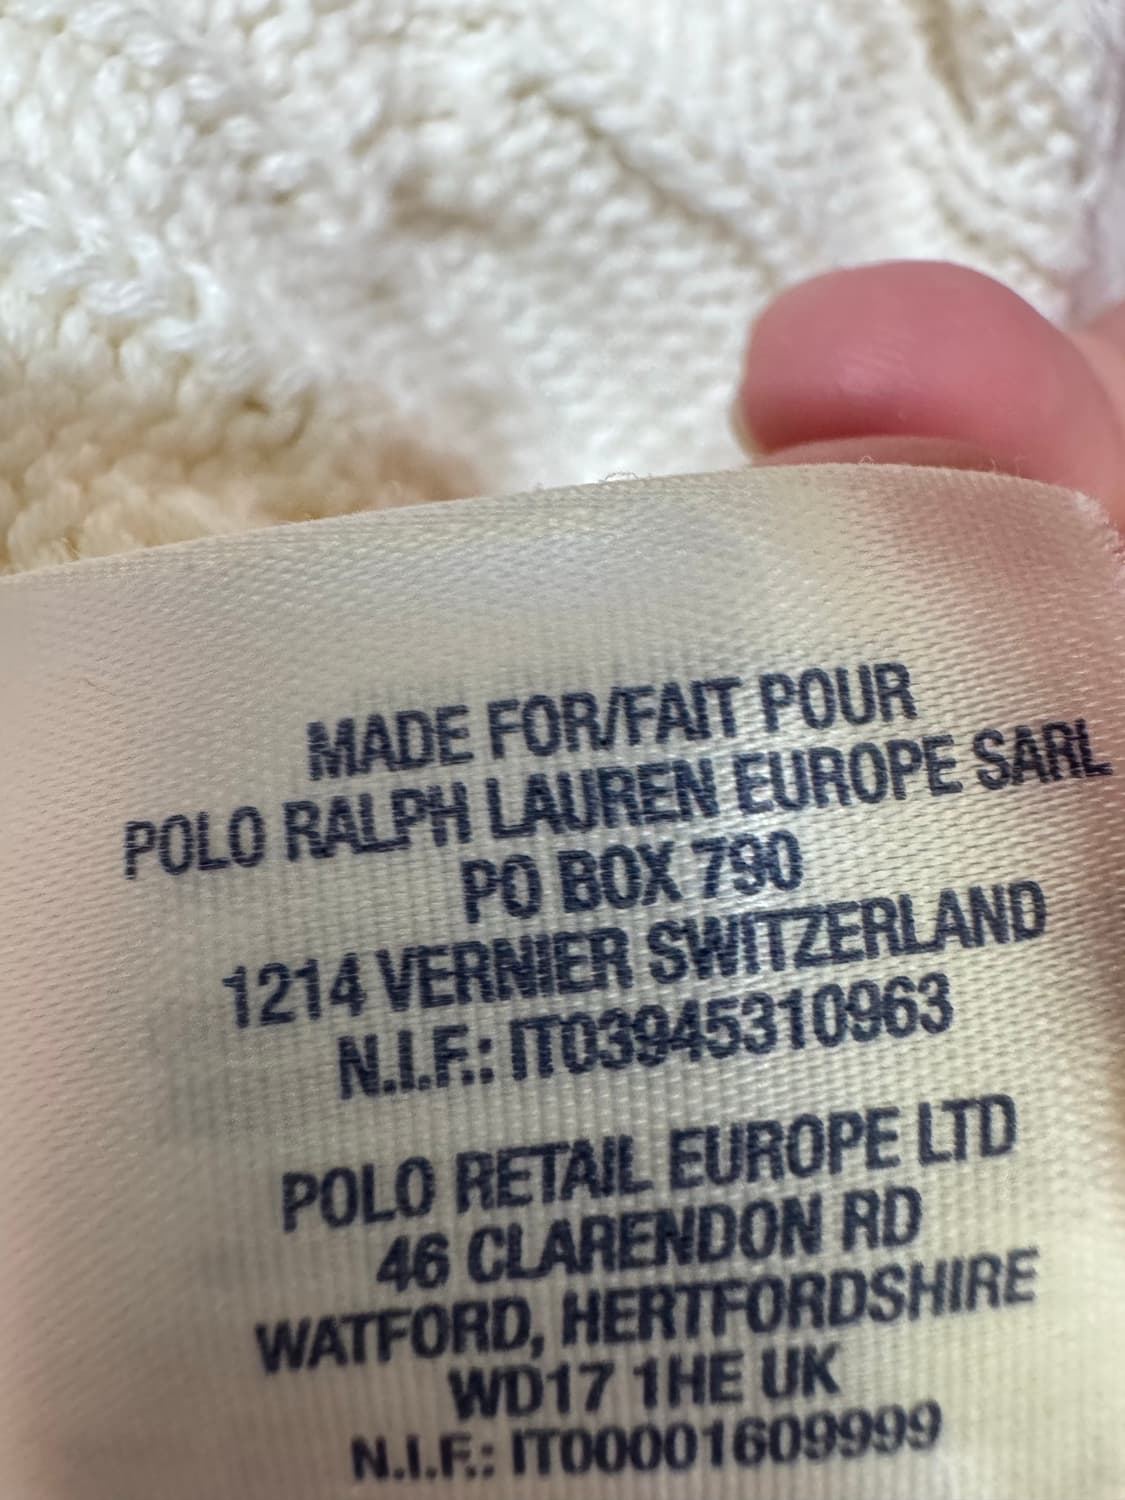 MADE FOR/FAIT POUR
POLO RALPH LAUREN EUROPE SARL
PO BOX 790
1214 VERNIER SWITZERLAND
N.I.F.: IT03945310963
POLO RETAIL EUROPE LTD
46 CLARENDON RD
WATFORD, HERTFORDSHIRE
WD17 1HE UK
N.I.F.: IT00001609999